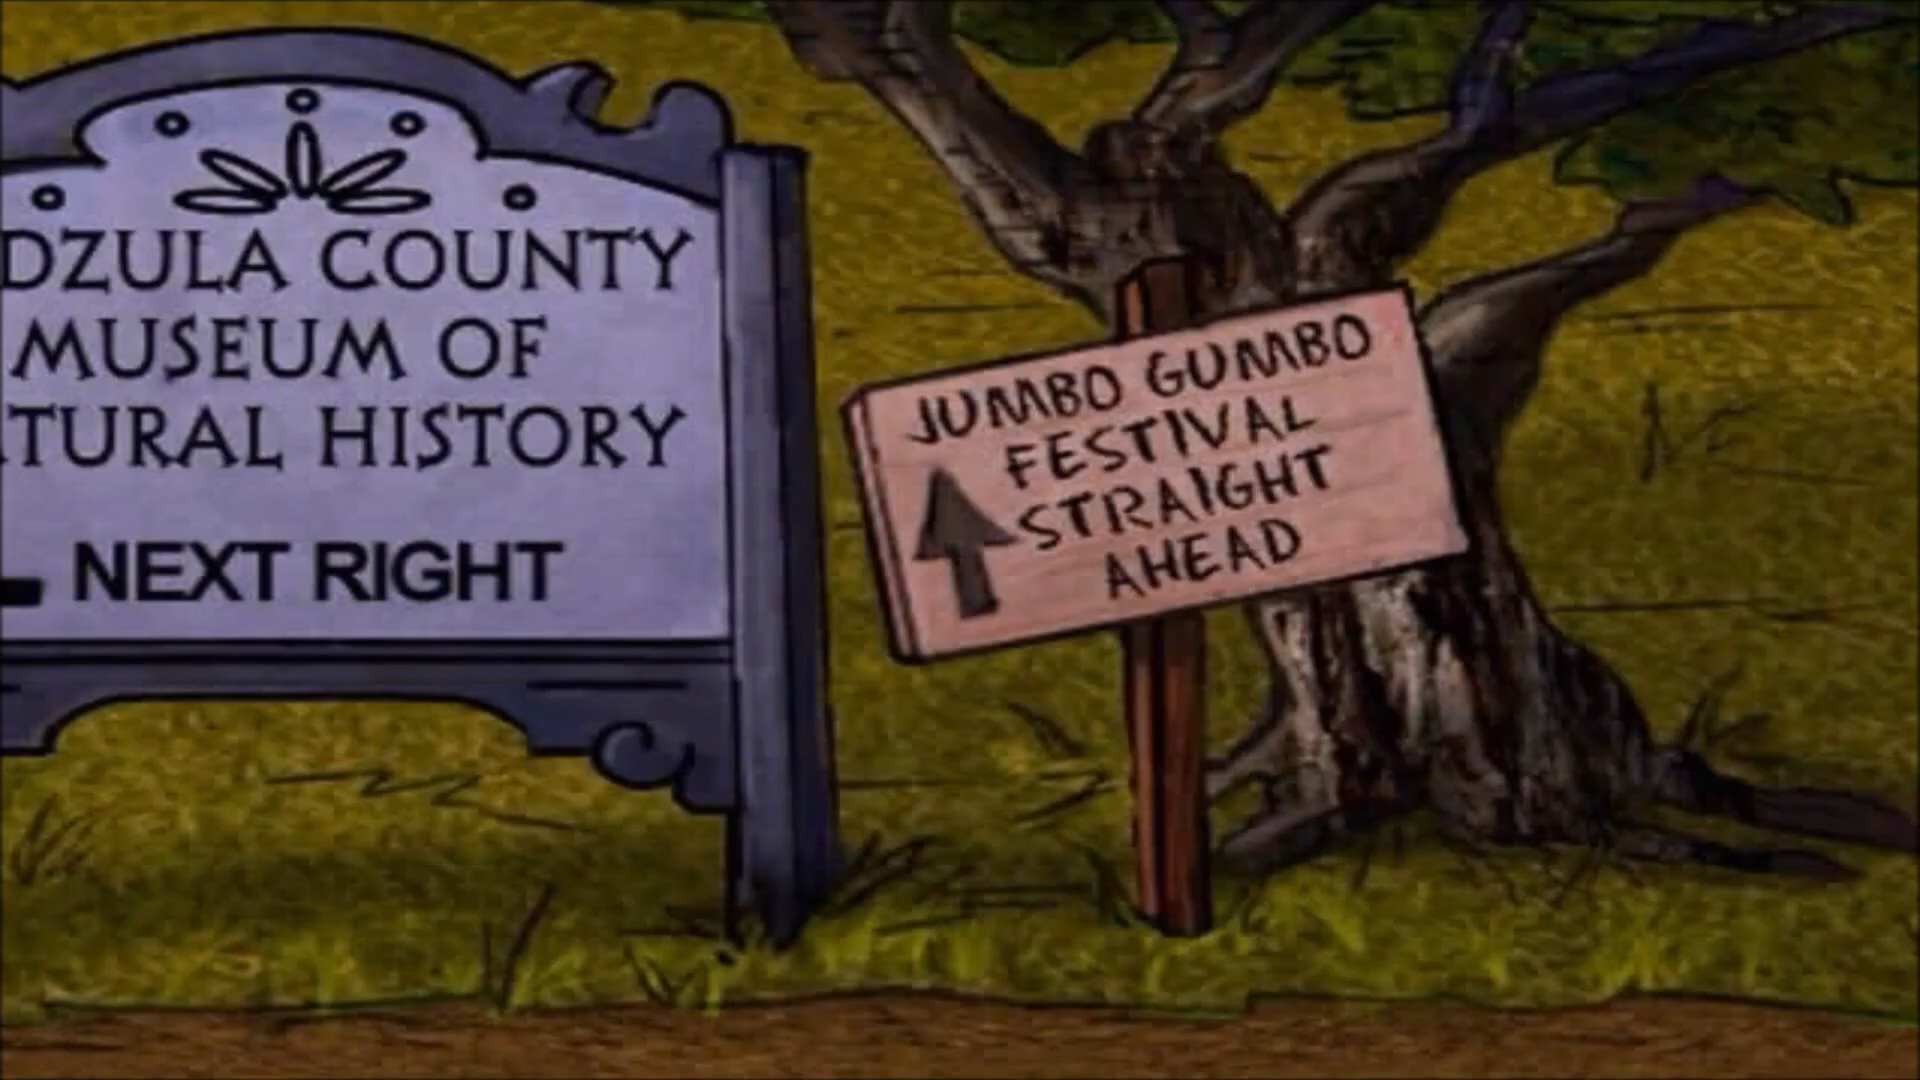 DZULA COUNTY
MUSEUM OF
TURAL HISTORY
NEXT RIGHT
JUMBO GUMBO
FESTIVAL
STRAIGHT
AHEAD